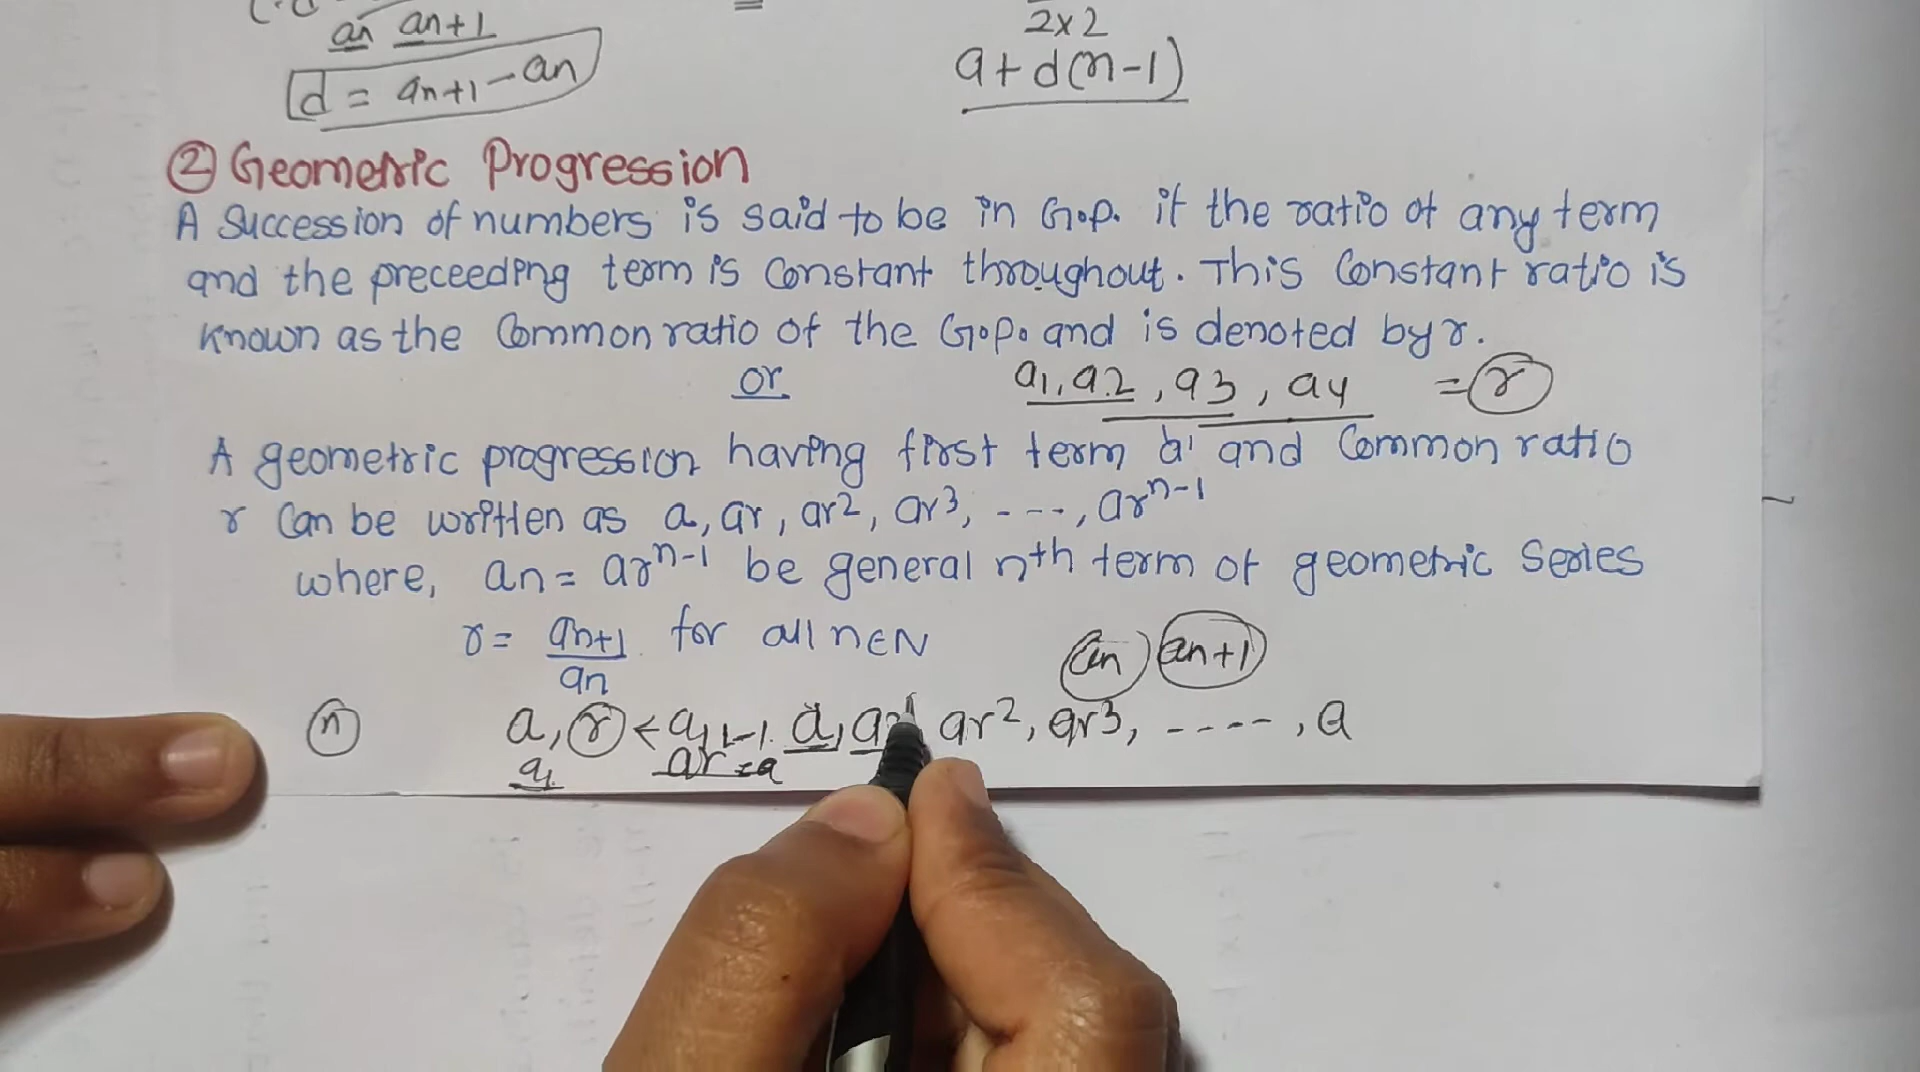 an an+1
d = an+1 - an
=
2x2
a+d(n-1)
② Geometric Progression
A Succession of numbers is said to be in G.p. if the ratio of any term
and the preceeding term is Constant throughout. This Constant ratio is
known as the Common ratio of the G.p. and is denoted by r.
or
a1, a2, a3, a4 = r
A geometric progression having first term 'a' and Common ratio
r Can be written as a, ar, ar2, ar3, ----, arn-1
where, an = arn-1 be general nth term of geometric Series
r = an+1/an for all n∈N
an an+1
n a, r < a, 1-1 a, ar2, ar3, -----, a
a1 ar=a